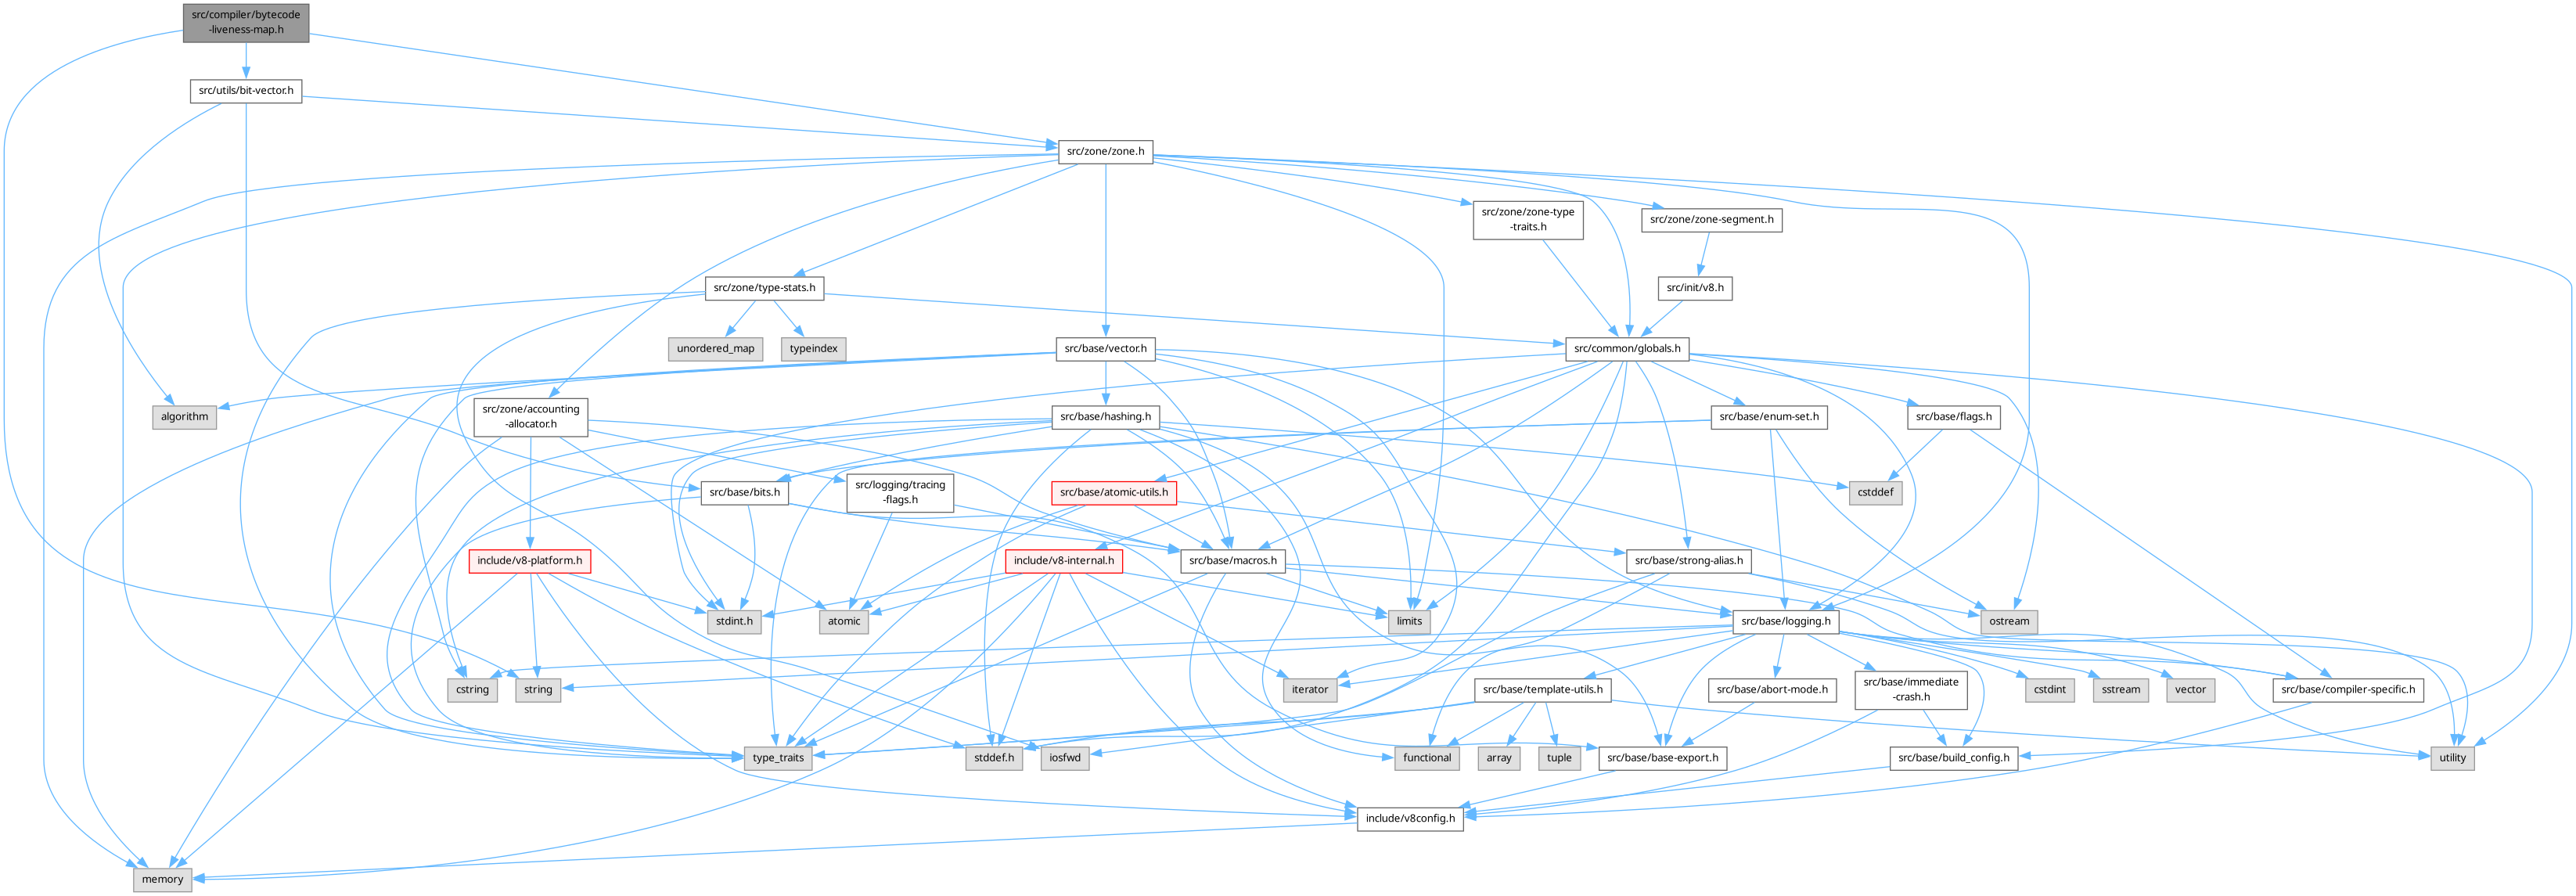 src/compiler/bytecode
-liveness-map.h
src/utils/bit-vector.h
src/zone/zone.h
src/zone/zone-type
-traits.h
src/zone/zone-segment.h
src/zone/type-stats.h
src/init/v8.h
unordered_map
typeindex
src/base/vector.h
src/common/globals.h
algorithm
src/zone/accounting
-allocator.h
src/base/hashing.h
src/base/enum-set.h
src/base/flags.h
src/base/bits.h
src/logging/tracing
-flags.h
src/base/atomic-utils.h
cstddef
include/v8-platform.h
include/v8-internal.h
src/base/macros.h
src/base/strong-alias.h
stdint.h
atomic
limits
src/base/logging.h
ostream
cstring
string
iterator
src/base/template-utils.h
src/base/abort-mode.h
src/base/immediate
-crash.h
cstdint
sstream
vector
src/base/compiler-specific.h
type_traits
stddef.h
iosfwd
functional
array
tuple
src/base/base-export.h
src/base/build_config.h
utility
include/v8config.h
memory